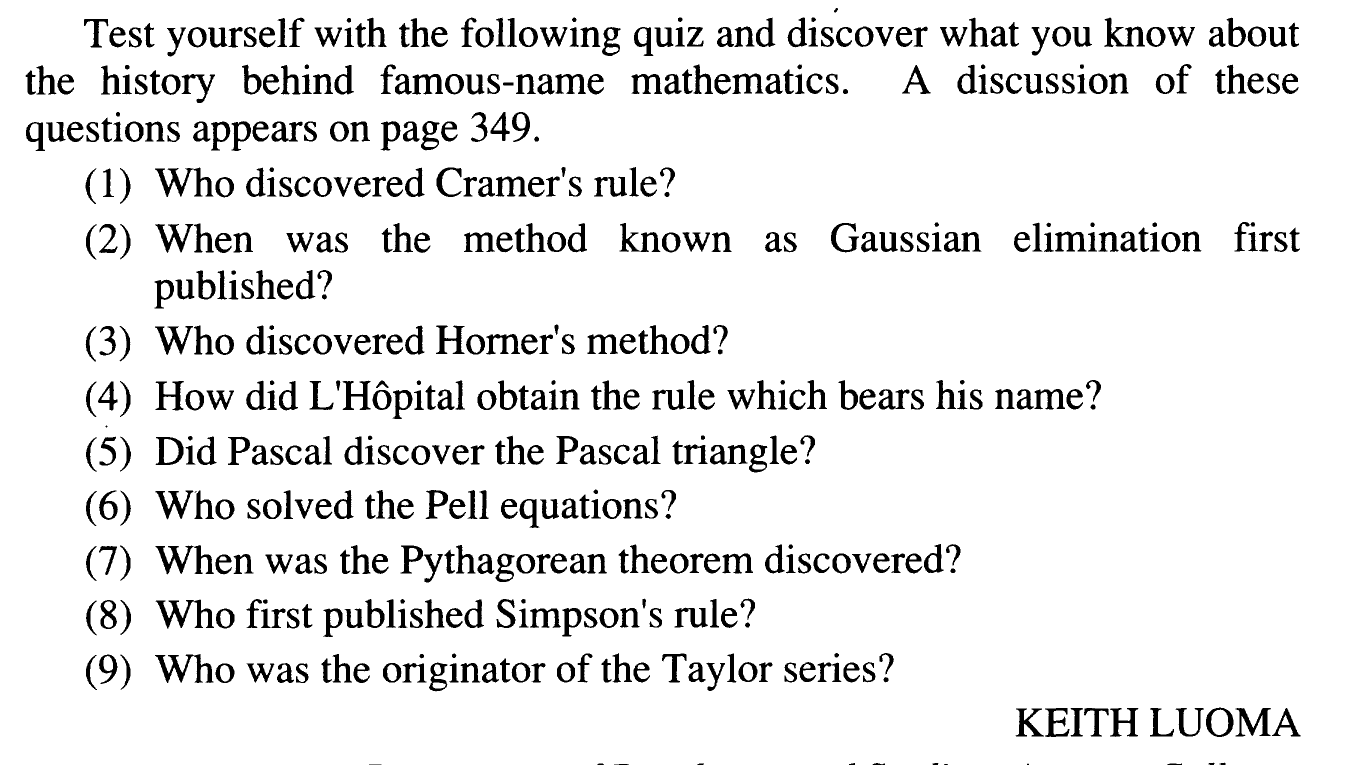 Test yourself with the following quiz and discover what you know about
the history behind famous-name mathematics. A discussion of these
questions appears on page 349.
(1) Who discovered Cramer's rule?
(2) When was the method known as Gaussian elimination first
published?
(3) Who discovered Horner's method?
(4) How did L'Hôpital obtain the rule which bears his name?
(5) Did Pascal discover the Pascal triangle?
(6) Who solved the Pell equations?
(7) When was the Pythagorean theorem discovered?
(8) Who first published Simpson's rule?
(9) Who was the originator of the Taylor series?
KEITH LUOMA